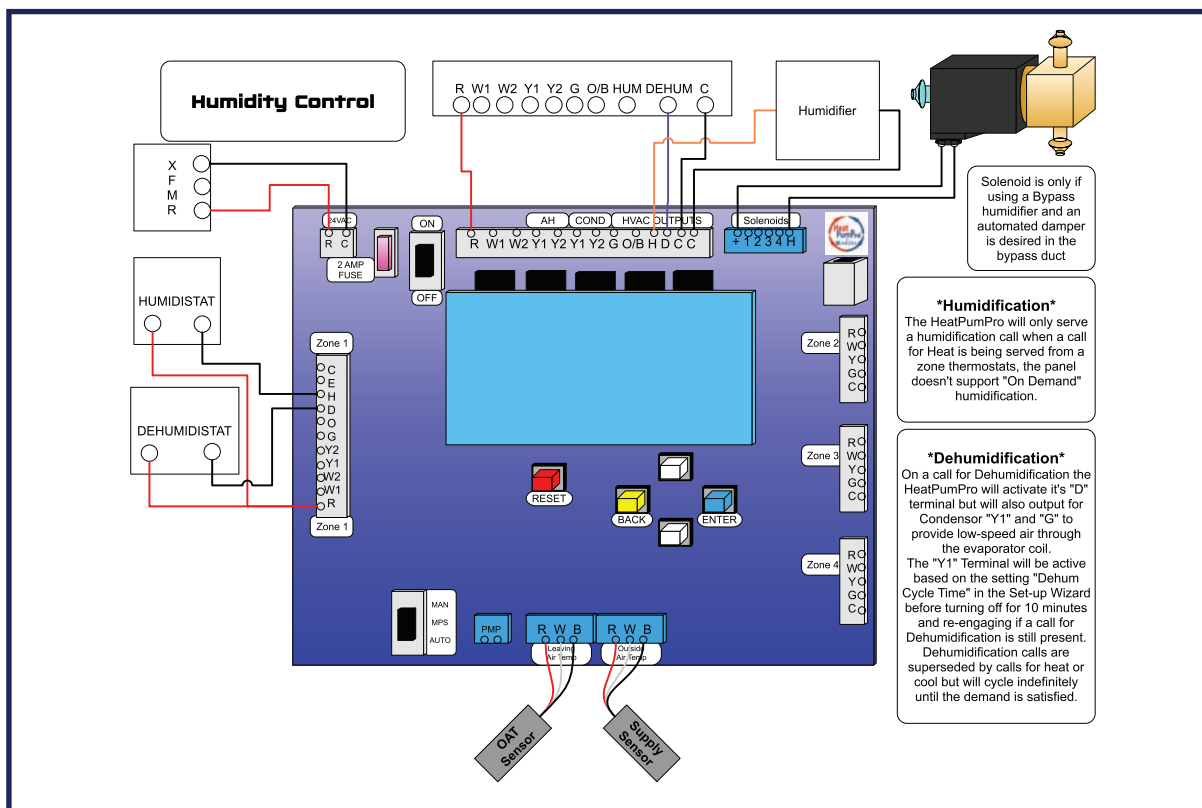 Humidity Control
R W1 W2 Y1 Y2 G O/B HUM DEHUM C
Humidifier
X
F
M
R
Solenoid is only if
using a Bypass
humidifier and an
automated damper
is desired in the
bypass duct
24VAC
R C
2 AMP
FUSE
ON
OFF
AH COND HVAC OUTPUTS
R W1 W2 Y1 Y2 Y1 Y2 G O/B H D C C
Solenoids
+ 1 2 3 4 H
Heat
PumpPro
HUMIDISTAT
DEHUMIDISTAT
Zone 1
C
E
H
D
O
G
Y2
Y1
W2
W1
R
Zone 1
Zone 2
R
W
Y
G
C
Zone 3
R
W
Y
G
C
Zone 4
R
W
Y
G
C
RESET
BACK
ENTER
MAN
MPS
AUTO
PMP
R W B
Leaving
Air Temp
R W B
Outside
Air Temp
OAT
Sensor
Supply
Sensor
*Humidification*
The HeatPumpPro will only serve
a humidification call when a call
for Heat is being served from a
zone thermostats, the panel
doesn't support "On Demand"
humidification.
*Dehumidification*
On a call for Dehumidification the
HeatPumpPro will activate it's "D"
terminal but will also output for
Condensor "Y1" and "G" to
provide low-speed air through
the evaporator coil.
The "Y1" Terminal will be active
based on the setting "Dehum
Cycle Time" in the Set-up Wizard
before turning off for 10 minutes
and re-engaging if a call for
Dehumidification is still present.
Dehumidification calls are
superseded by calls for heat or
cool but will cycle indefinitely
until the demand is satisfied.